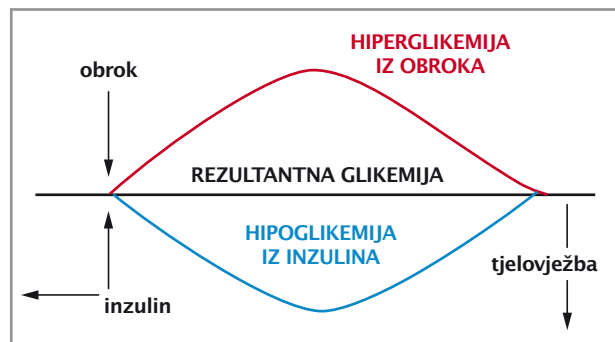 HIPERGLIKEMIJA
IZ OBROKA
obrok
REZULTANTNA GLIKEMIJA
HIPOGLIKEMIJA
IZ INZULINA
tjelovježba
inzulin